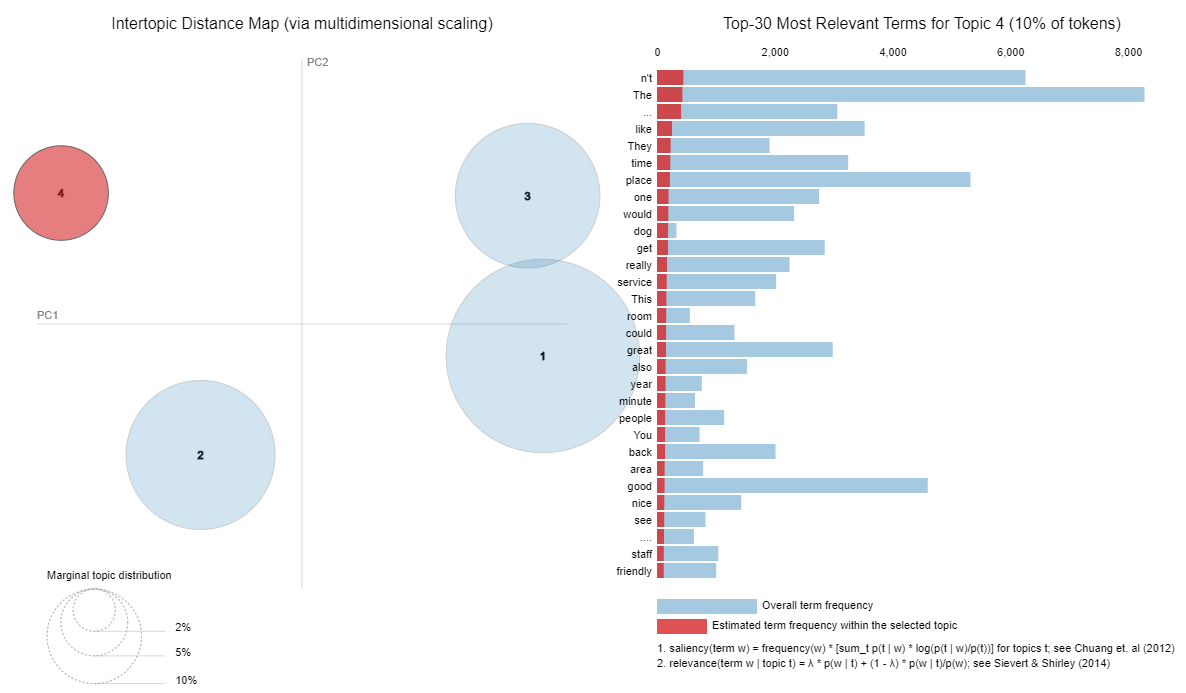 Intertopic Distance Map (via multidimensional scaling)
PC2
PC1
4
3
1
2
Marginal topic distribution
2%
5%
10%
Top-30 Most Relevant Terms for Topic 4 (10% of tokens)
0 2,000 4,000 6,000 8,000
n't
The
...
like
They
time
place
one
would
dog
get
really
service
This
room
could
great
also
year
minute
people
You
back
area
good
nice
see
....
staff
friendly
Overall term frequency
Estimated term frequency within the selected topic
1. saliency(term w) = frequency(w) * [sum_t p(t | w) * log(p(t | w)/p(t))] for topics t; see Chuang et. al (2012)
2. relevance(term w | topic t) = λ * p(w | t) + (1 - λ) * p(w | t)/p(w); see Sievert & Shirley (2014)